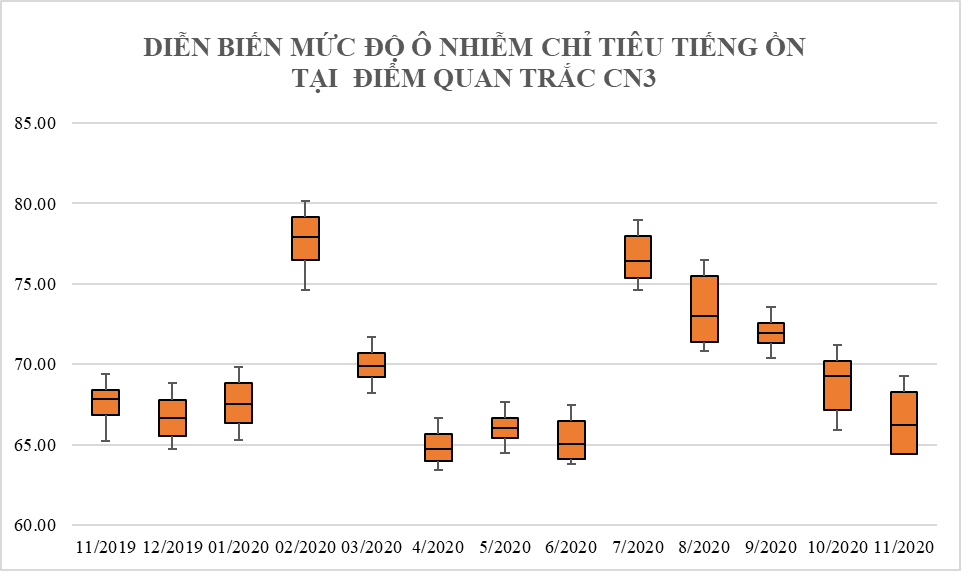 DIỄN BIẾN MỨC ĐỘ Ô NHIỄM CHỈ TIÊU TIẾNG ỒN
TẠI ĐIỂM QUAN TRẮC CN3
85.00
80.00
75.00
70.00
65.00
60.00
11/2019 12/2019 01/2020 02/2020 03/2020 4/2020 5/2020 6/2020 7/2020 8/2020 9/2020 10/2020 11/2020